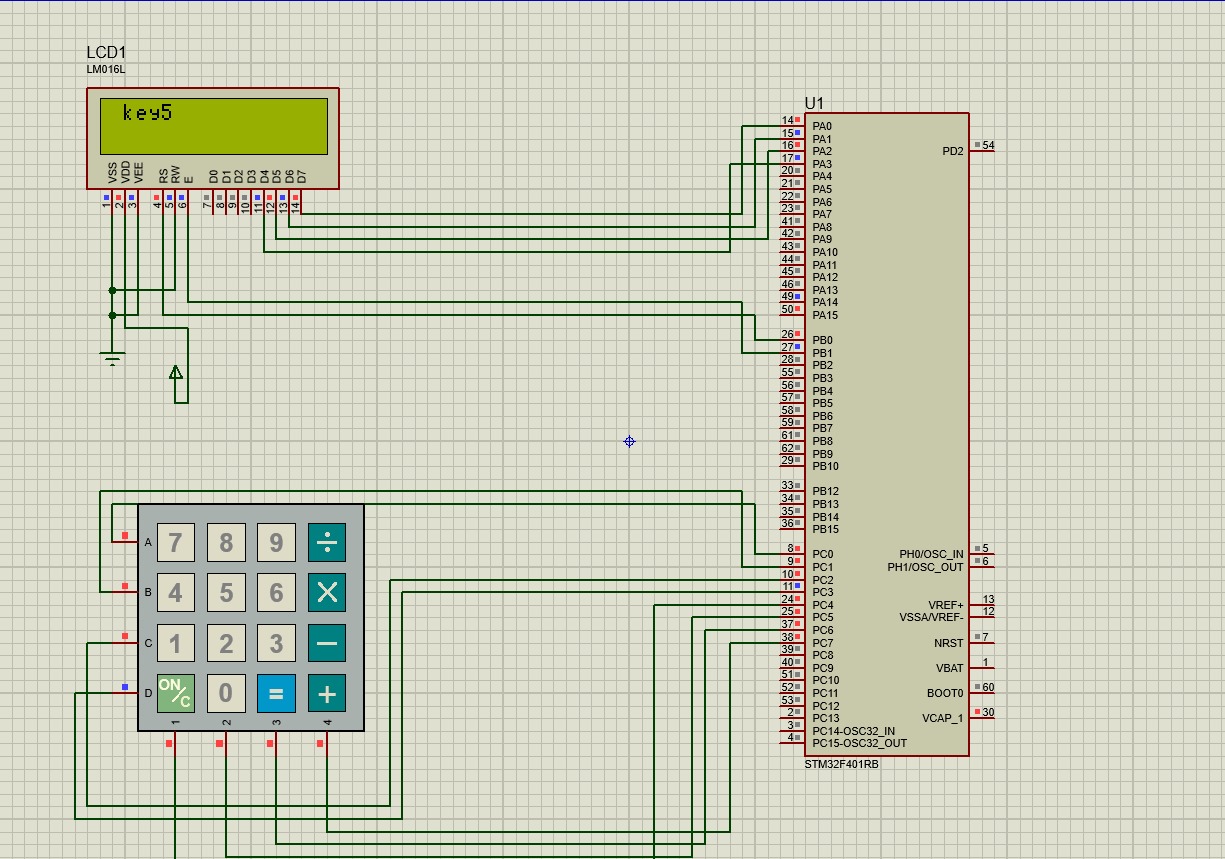 LCD1
LM016L
key5
VSS VDD VEE RS RW E D0 D1 D2 D3 D4 D5 D6 D7
1 2 3 4 5 6 7 8 9 10 11 12 13 14
U1
14 PA0
15 PA1
16 PA2 PD2 54
17 PA3
20 PA4
21 PA5
22 PA6
23 PA7
41 PA8
42 PA9
43 PA10
44 PA11
45 PA12
46 PA13
49 PA14
50 PA15
26 PB0
27 PB1
28 PB2
55 PB3
56 PB4
57 PB5
58 PB6
59 PB7
61 PB8
62 PB9
29 PB10
33 PB12
34 PB13
35 PB14
36 PB15
8 PC0 PH0/OSC_IN 5
9 PC1 PH1/OSC_OUT 6
10 PC2
11 PC3
24 PC4 VREF+ 13
25 PC5 VSSA/VREF- 12
37 PC6
38 PC7 NRST 7
39 PC8
40 PC9 VBAT 1
51 PC10
52 PC11 BOOT0 60
53 PC12
2 PC13 VCAP_1 30
3 PC14-OSC32_IN
4 PC15-OSC32_OUT
STM32F401RB
A 7 8 9 ÷
B 4 5 6 ×
C 1 2 3 −
D ON/C 0 = +
1 2 3 4